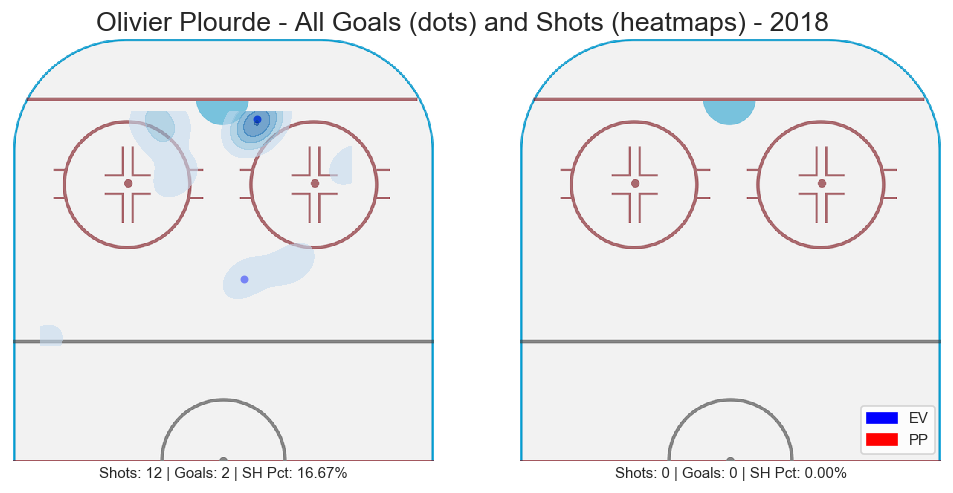 Olivier Plourde - All Goals (dots) and Shots (heatmaps) - 2018
EV
PP
Shots: 12 | Goals: 2 | SH Pct: 16.67%
Shots: 0 | Goals: 0 | SH Pct: 0.00%